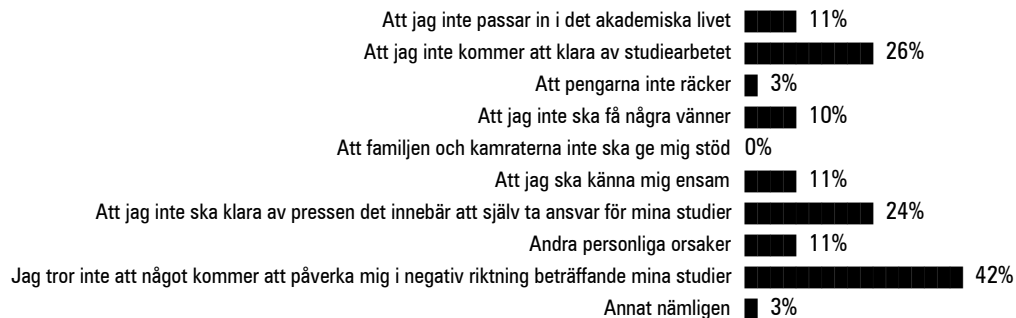 Att jag inte passar in i det akademiska livet 11%
Att jag inte kommer att klara av studiearbetet 26%
Att pengarna inte räcker 3%
Att jag inte ska få några vänner 10%
Att familjen och kamraterna inte ska ge mig stöd 0%
Att jag ska känna mig ensam 11%
Att jag inte ska klara av pressen det innebär att själv ta ansvar för mina studier 24%
Andra personliga orsaker 11%
Jag tror inte att något kommer att påverka mig i negativ riktning beträffande mina studier 42%
Annat nämligen 3%